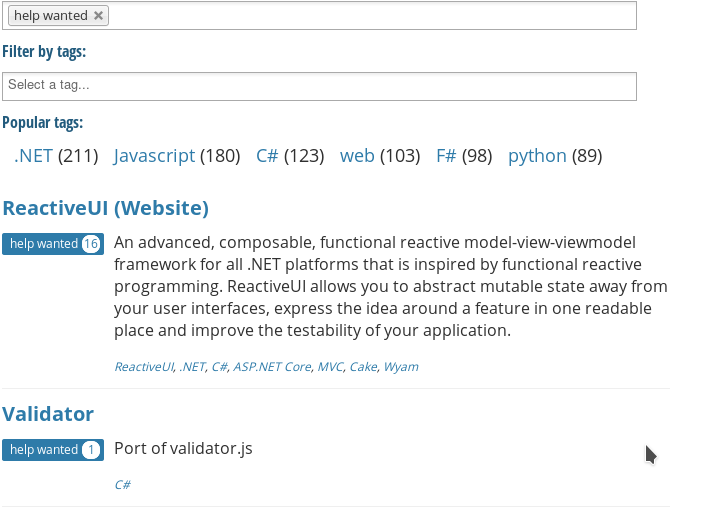 help wanted ×
Filter by tags:
Select a tag...
Popular tags:
.NET (211) Javascript (180) C# (123) web (103) F# (98) python (89)
ReactiveUI (Website)
help wanted 16
An advanced, composable, functional reactive model-view-viewmodel
framework for all .NET platforms that is inspired by functional reactive
programming. ReactiveUI allows you to abstract mutable state away from
your user interfaces, express the idea around a feature in one readable
place and improve the testability of your application.
ReactiveUI, .NET, C#, ASP.NET Core, MVC, Cake, Wyam
Validator
help wanted 1
Port of validator.js
C#